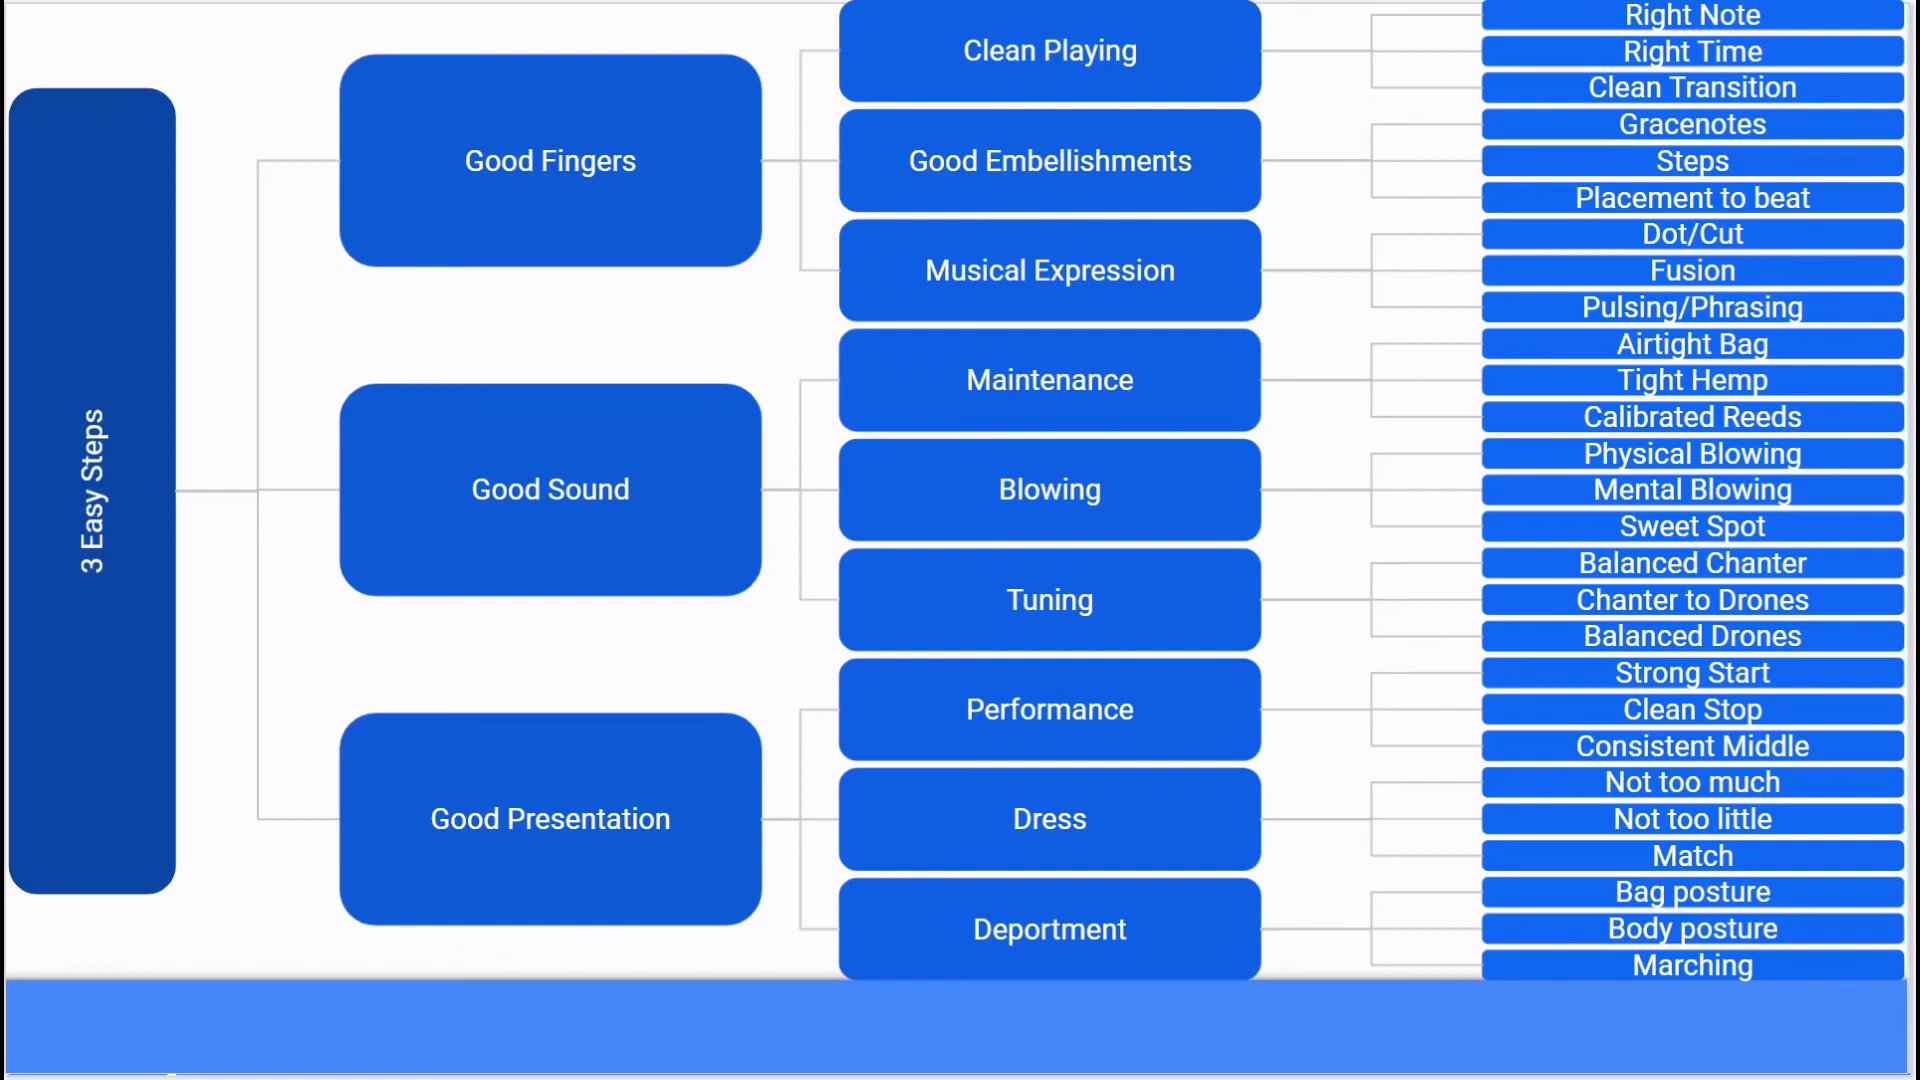 3 Easy Steps
Good Fingers
Clean Playing
Right Note
Right Time
Clean Transition
Good Embellishments
Gracenotes
Steps
Placement to beat
Musical Expression
Dot/Cut
Fusion
Pulsing/Phrasing
Good Sound
Maintenance
Airtight Bag
Tight Hemp
Calibrated Reeds
Blowing
Physical Blowing
Mental Blowing
Sweet Spot
Tuning
Balanced Chanter
Chanter to Drones
Balanced Drones
Good Presentation
Performance
Strong Start
Clean Stop
Consistent Middle
Dress
Not too much
Not too little
Match
Deportment
Bag posture
Body posture
Marching